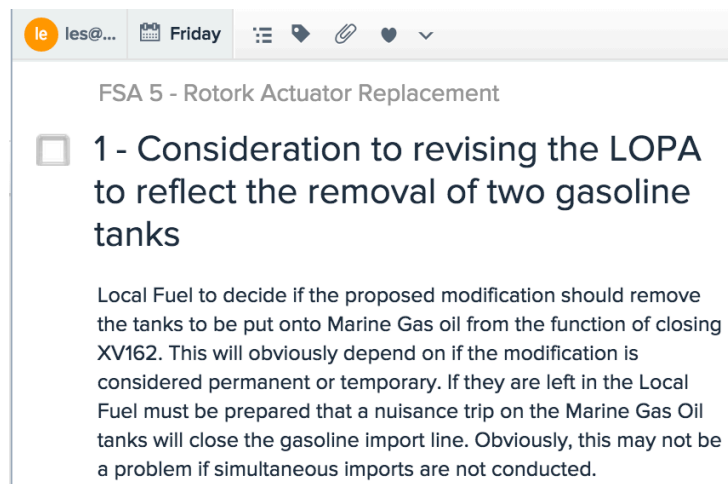 le les@... Friday
FSA 5 - Rotork Actuator Replacement
1 - Consideration to revising the LOPA
to reflect the removal of two gasoline
tanks
Local Fuel to decide if the proposed modification should remove
the tanks to be put onto Marine Gas oil from the function of closing
XV162. This will obviously depend on if the modification is
considered permanent or temporary. If they are left in the Local
Fuel must be prepared that a nuisance trip on the Marine Gas Oil
tanks will close the gasoline import line. Obviously, this may not be
a problem if simultaneous imports are not conducted.